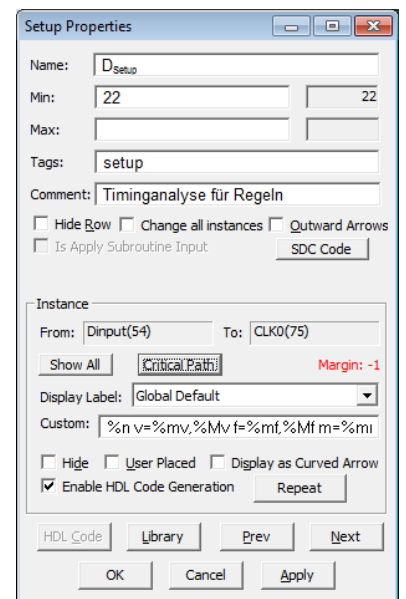 Setup Properties
Name: DSetup
Min: 22 22
Max:
Tags: setup
Comment: Timinganalyse für Regeln
Hide Row Change all instances Outward Arrows
Is Apply Subroutine Input SDC Code
Instance
From: Dinput(54) To: CLK0(75)
Show All Critical Path Margin: -1
Display Label: Global Default
Custom: %n v=%mv,%Mv f=%mf,%Mf m=%mı
Hide User Placed Display as Curved Arrow
Enable HDL Code Generation Repeat
HDL Code Library Prev Next
OK Cancel Apply